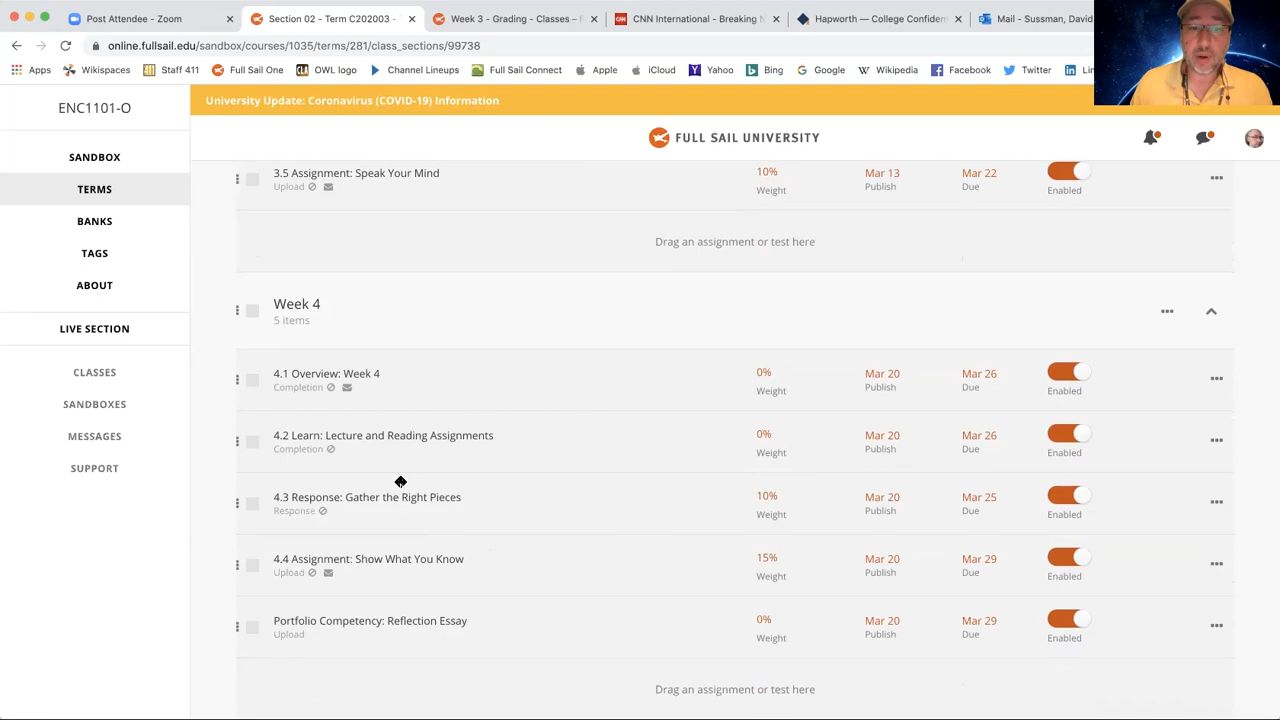 Post Attendee - Zoom
Section 02 - Term C202003 -
Week 3 - Grading - Classes – F
CNN International - Breaking N
Hapworth — College Confiden
Mail - Sussman, David
online.fullsail.edu/sandbox/courses/1035/terms/281/class_sections/99738
Apps
Wikispaces
Staff 411
Full Sail One
OWL logo
Channel Lineups
Full Sail Connect
Apple
iCloud
Yahoo
Bing
Google
Wikipedia
Facebook
Twitter
Lin
University Update: Coronavirus (COVID-19) Information
FULL SAIL UNIVERSITY
ENC1101-O
SANDBOX
TERMS
BANKS
TAGS
ABOUT
LIVE SECTION
CLASSES
SANDBOXES
MESSAGES
SUPPORT
3.5 Assignment: Speak Your Mind
Upload
10%
Weight
Mar 13
Publish
Mar 22
Due
Enabled
Drag an assignment or test here
Week 4
5 items
4.1 Overview: Week 4
Completion
0%
Weight
Mar 20
Publish
Mar 26
Due
Enabled
4.2 Learn: Lecture and Reading Assignments
Completion
0%
Weight
Mar 20
Publish
Mar 26
Due
Enabled
4.3 Response: Gather the Right Pieces
Response
10%
Weight
Mar 20
Publish
Mar 25
Due
Enabled
4.4 Assignment: Show What You Know
Upload
15%
Weight
Mar 20
Publish
Mar 29
Due
Enabled
Portfolio Competency: Reflection Essay
Upload
0%
Weight
Mar 20
Publish
Mar 29
Due
Enabled
Drag an assignment or test here